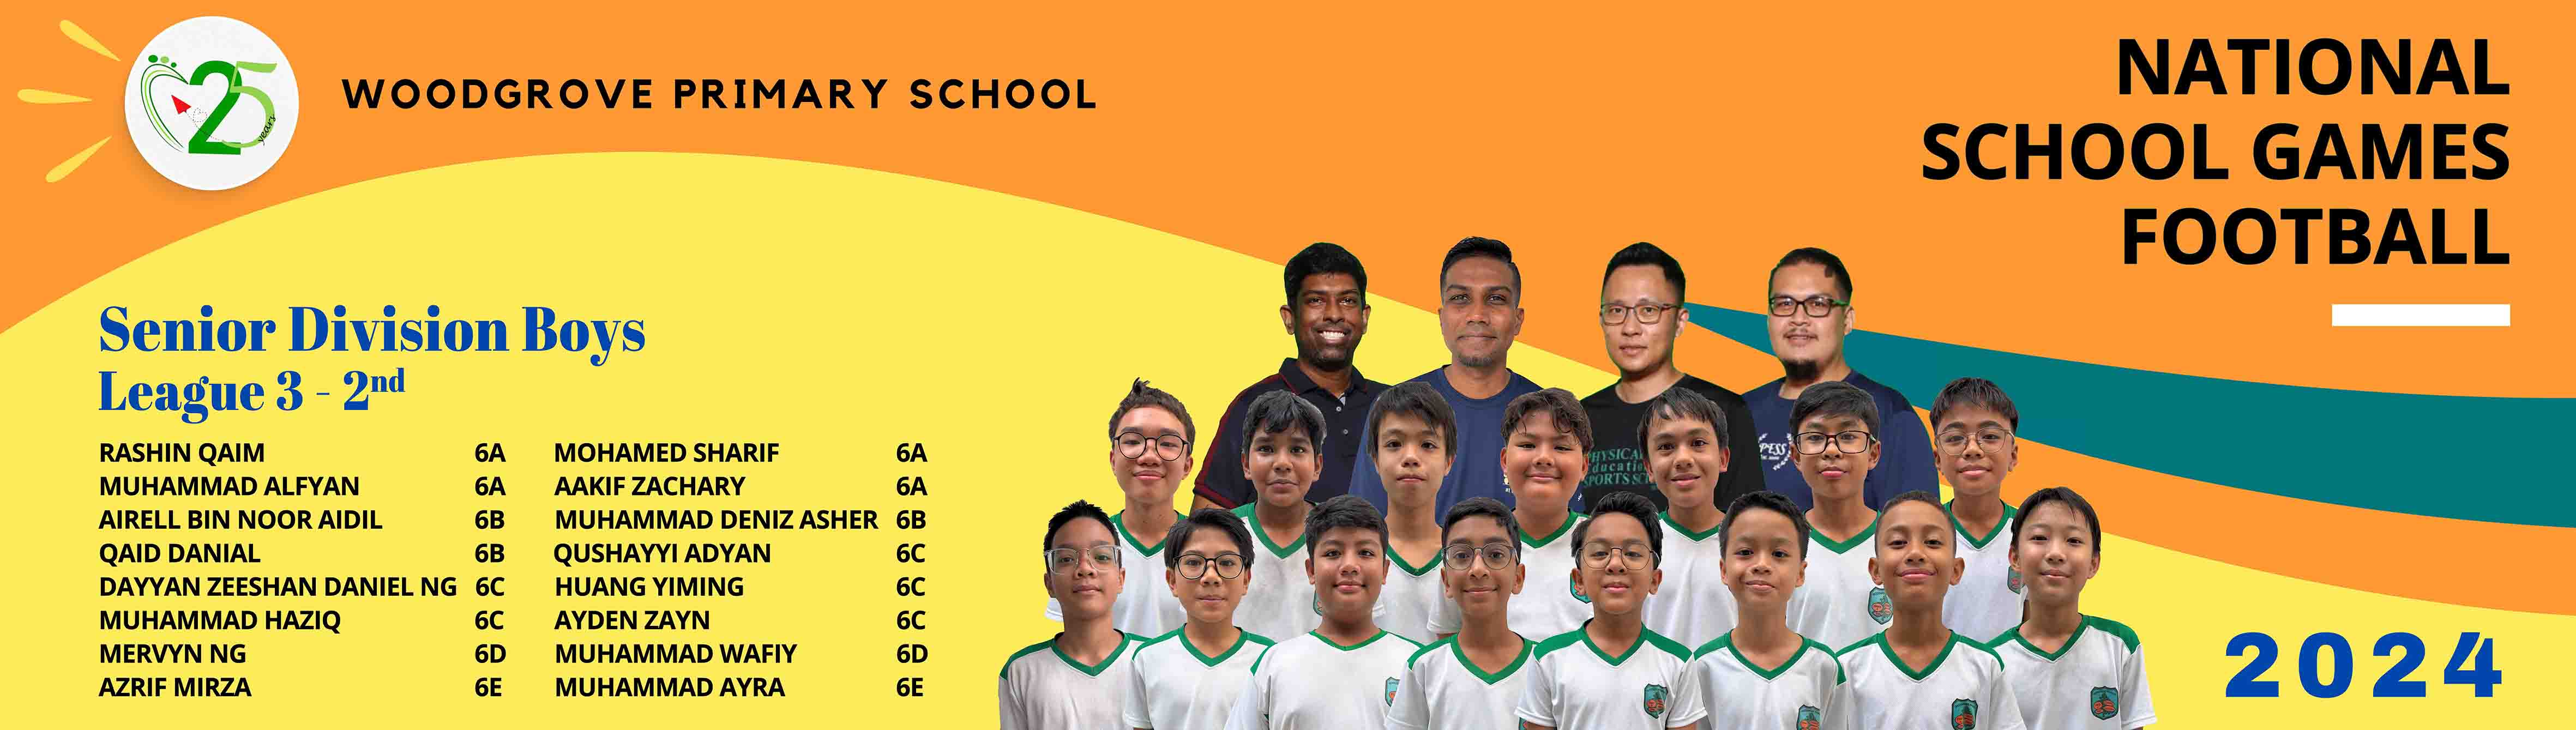 25
years
WOODGROVE PRIMARY SCHOOL
NATIONAL
SCHOOL GAMES
FOOTBALL
Senior Division Boys
League 3 - 2nd
RASHIN QAIM 6A
MUHAMMAD ALFYAN 6A
AIRELL BIN NOOR AIDIL 6B
QAID DANIAL 6B
DAYYAN ZEESHAN DANIEL NG 6C
MUHAMMAD HAZIQ 6C
MERVYN NG 6D
AZRIF MIRZA 6E
MOHAMED SHARIF 6A
AAKIF ZACHARY 6A
MUHAMMAD DENIZ ASHER 6B
QUSHAYYI ADYAN 6C
HUANG YIMING 6C
AYDEN ZAYN 6C
MUHAMMAD WAFIY 6D
MUHAMMAD AYRA 6E
PESS
2024